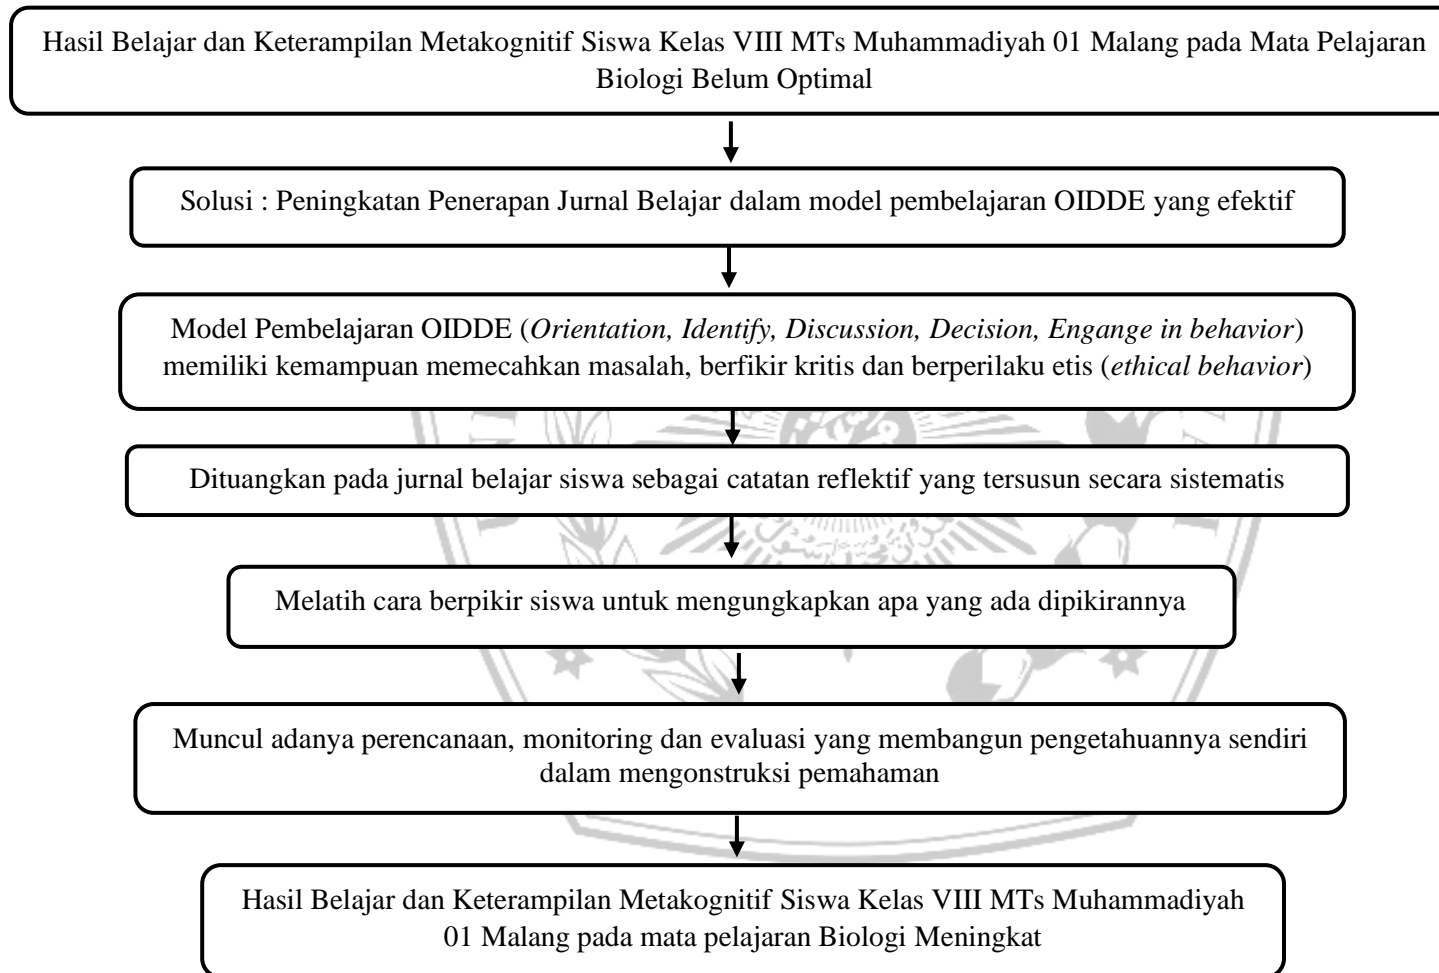 Hasil Belajar dan Keterampilan Metakognitif Siswa Kelas VIII MTs Muhammadiyah 01 Malang pada Mata Pelajaran
Biologi Belum Optimal
Solusi : Peningkatan Penerapan Jurnal Belajar dalam model pembelajaran OIDDE yang efektif
Model Pembelajaran OIDDE (Orientation, Identify, Discussion, Decision, Engange in behavior)
memiliki kemampuan memecahkan masalah, berfikir kritis dan berperilaku etis (ethical behavior)
Dituangkan pada jurnal belajar siswa sebagai catatan reflektif yang tersusun secara sistematis
Melatih cara berpikir siswa untuk mengungkapkan apa yang ada dipikirannya
Muncul adanya perencanaan, monitoring dan evaluasi yang membangun pengetahuannya sendiri
dalam mengonstruksi pemahaman
Hasil Belajar dan Keterampilan Metakognitif Siswa Kelas VIII MTs Muhammadiyah
01 Malang pada mata pelajaran Biologi Meningkat